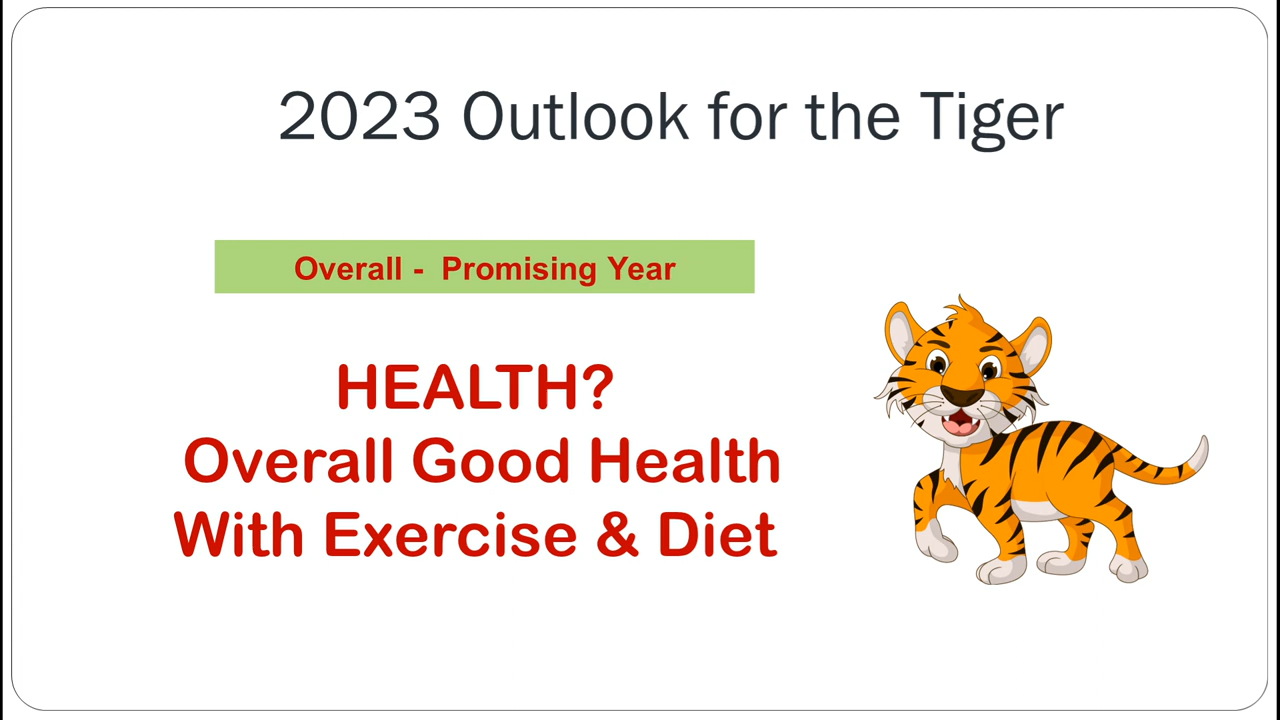 2023 Outlook for the Tiger
Overall - Promising Year
HEALTH?
Overall Good Health
With Exercise & Diet